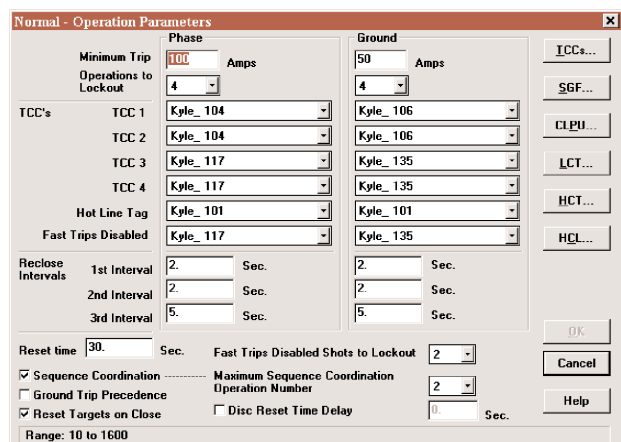 Normal - Operation Parameters
Phase Ground
Minimum Trip 100 Amps 50 Amps
Operations to Lockout 4 4
TCC's TCC 1 Kyle_ 104 Kyle_ 106
TCC 2 Kyle_ 104 Kyle_ 106
TCC 3 Kyle_ 117 Kyle_ 135
TCC 4 Kyle_ 117 Kyle_ 135
Hot Line Tag Kyle_ 101 Kyle_ 101
Fast Trips Disabled Kyle_ 117 Kyle_ 135
Reclose Intervals
1st Interval 2. Sec. 2. Sec.
2nd Interval 2. Sec. 2. Sec.
3rd Interval 5. Sec. 5. Sec.
Reset time 30. Sec. Fast Trips Disabled Shots to Lockout 2
Sequence Coordination ---------- Maximum Sequence Coordination
Operation Number 2
Ground Trip Precedence
Reset Targets on Close Disc Reset Time Delay 0. Sec.
Range: 10 to 1600
TCCs...
SGF...
CLPU...
LCT...
HCT...
HCL...
OK
Cancel
Help